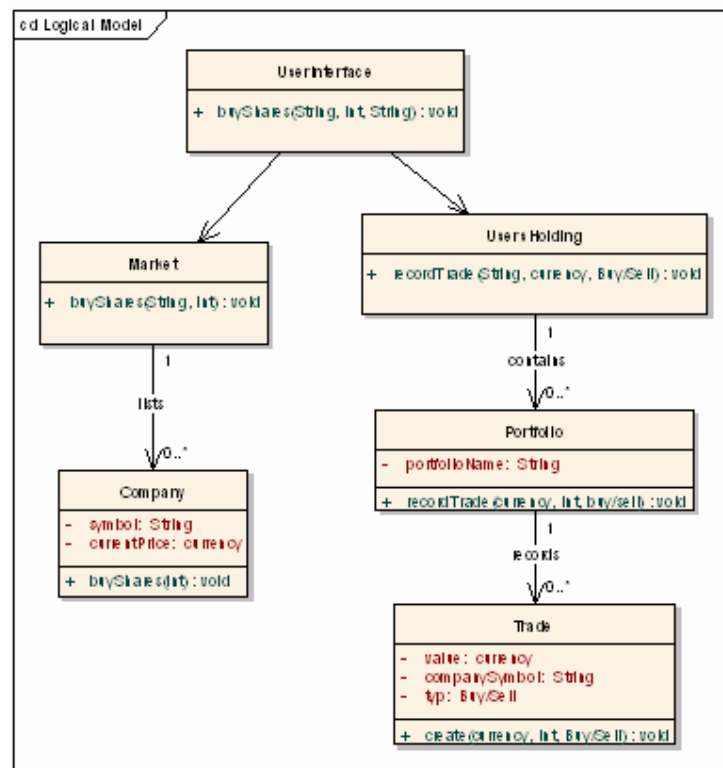 cd Logical Model
UserInterface
+ buyShares(String, Int, String) : void
Market
+ buyShares(String, Int) : void
UsersHolding
+ recordTrade(String, currency, Buy/Sell) : void
1
lists
0..*
1
contains
0..*
Company
- symbol: String
- currentPrice: currency
+ buyShares(Int) : void
Portfolio
- portfolioName: String
+ recordTrade(currency, Int, buy/sell) : void
1
records
0..*
Trade
- value: currency
- companySymbol: String
- typ: Buy/Sell
+ create(currency, Int, Buy/Sell) : void